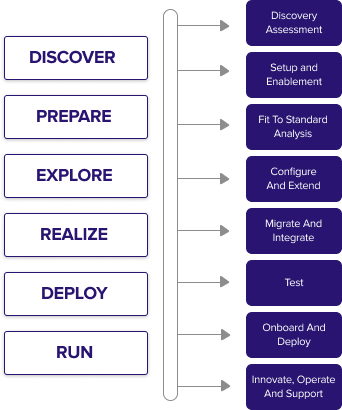 DISCOVER
PREPARE
EXPLORE
REALIZE
DEPLOY
RUN
Discovery
Assessment
Setup and
Enablement
Fit To Standard
Analysis
Configure
And Extend
Migrate And
Integrate
Test
Onboard And
Deploy
Innovate, Operate
And Support